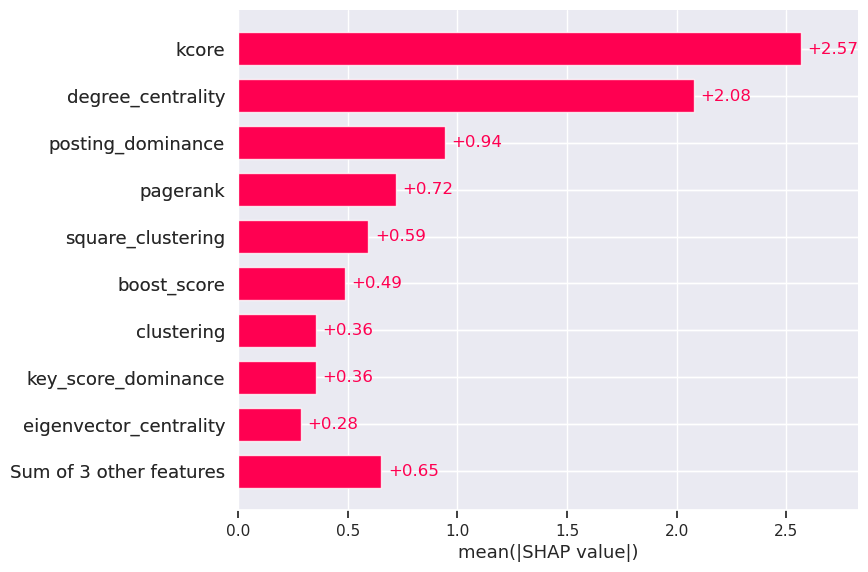 kcore +2.57
degree_centrality +2.08
posting_dominance +0.94
pagerank +0.72
square_clustering +0.59
boost_score +0.49
clustering +0.36
key_score_dominance +0.36
eigenvector_centrality +0.28
Sum of 3 other features +0.65
0.0 0.5 1.0 1.5 2.0 2.5
mean(|SHAP value|)